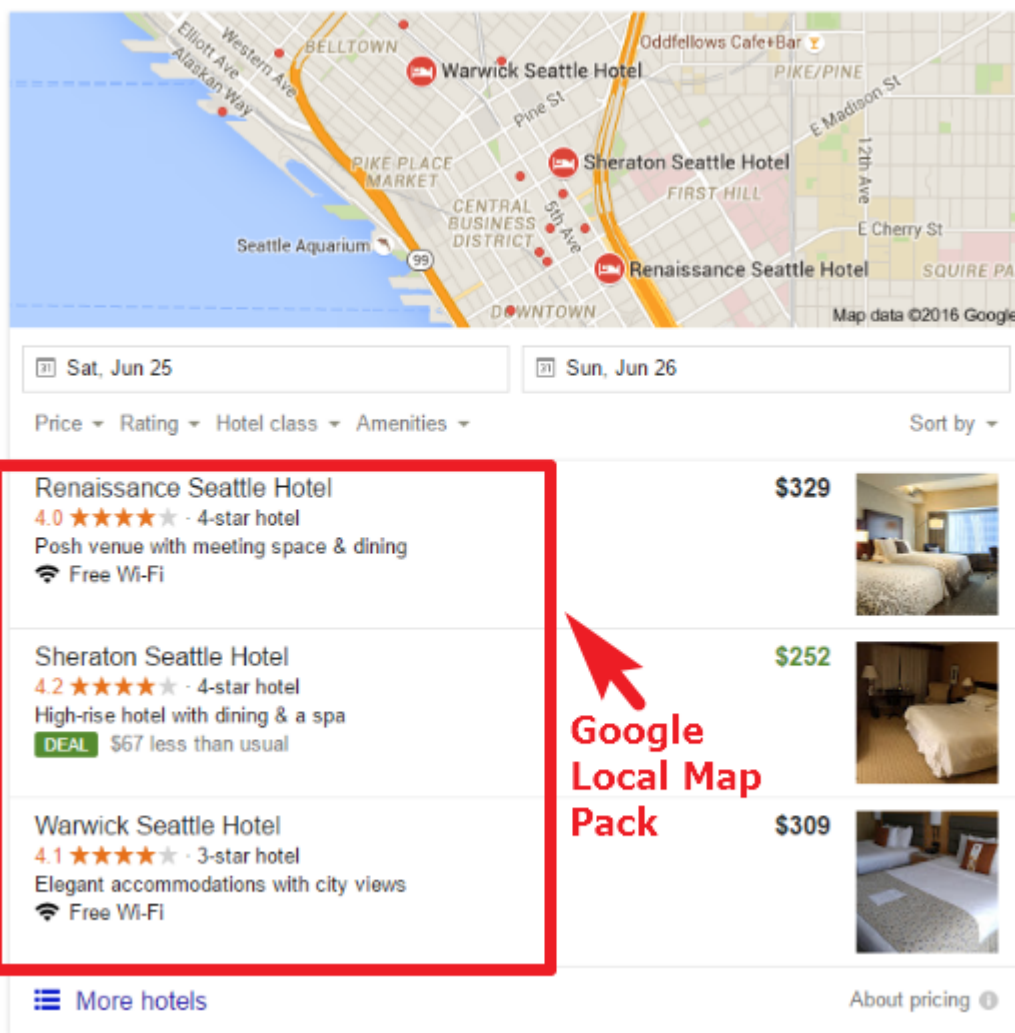 Elliott Ave
Western Ave
Alaskan Way
BELLTOWN
Warwick Seattle Hotel
Oddfellows Cafe+Bar
PIKE/PINE
E Madison St
Pine St
PIKE PLACE
MARKET
Sheraton Seattle Hotel
12th Ave
FIRST HILL
CENTRAL
BUSINESS
DISTRICT
5th Ave
E Cherry St
Seattle Aquarium
99
Renaissance Seattle Hotel
SQUIRE PA
DOWNTOWN
Map data ©2016 Google
31 Sat, Jun 25
31 Sun, Jun 26
Price Rating Hotel class Amenities
Sort by
Renaissance Seattle Hotel
$329
4.0 · 4-star hotel
Posh venue with meeting space & dining
Free Wi-Fi
Sheraton Seattle Hotel
$252
4.2 · 4-star hotel
High-rise hotel with dining & a spa
DEAL $67 less than usual
Google
Local Map
Pack
Warwick Seattle Hotel
$309
4.1 · 3-star hotel
Elegant accommodations with city views
Free Wi-Fi
More hotels
About pricing